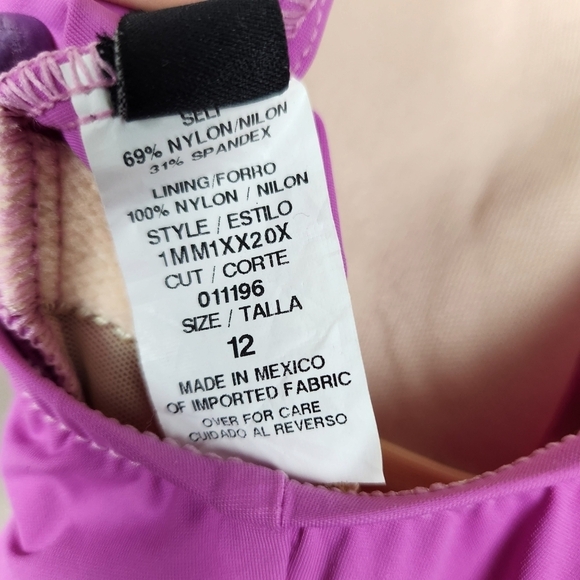 SELF
69% NYLON/NILON
31% SPANDEX
LINING/FORRO
100% NYLON / NILON
STYLE / ESTILO
1MM1XX20X
CUT / CORTE
011196
SIZE / TALLA
12
MADE IN MEXICO
OF IMPORTED FABRIC
OVER FOR CARE
CUIDADO AL REVERSO